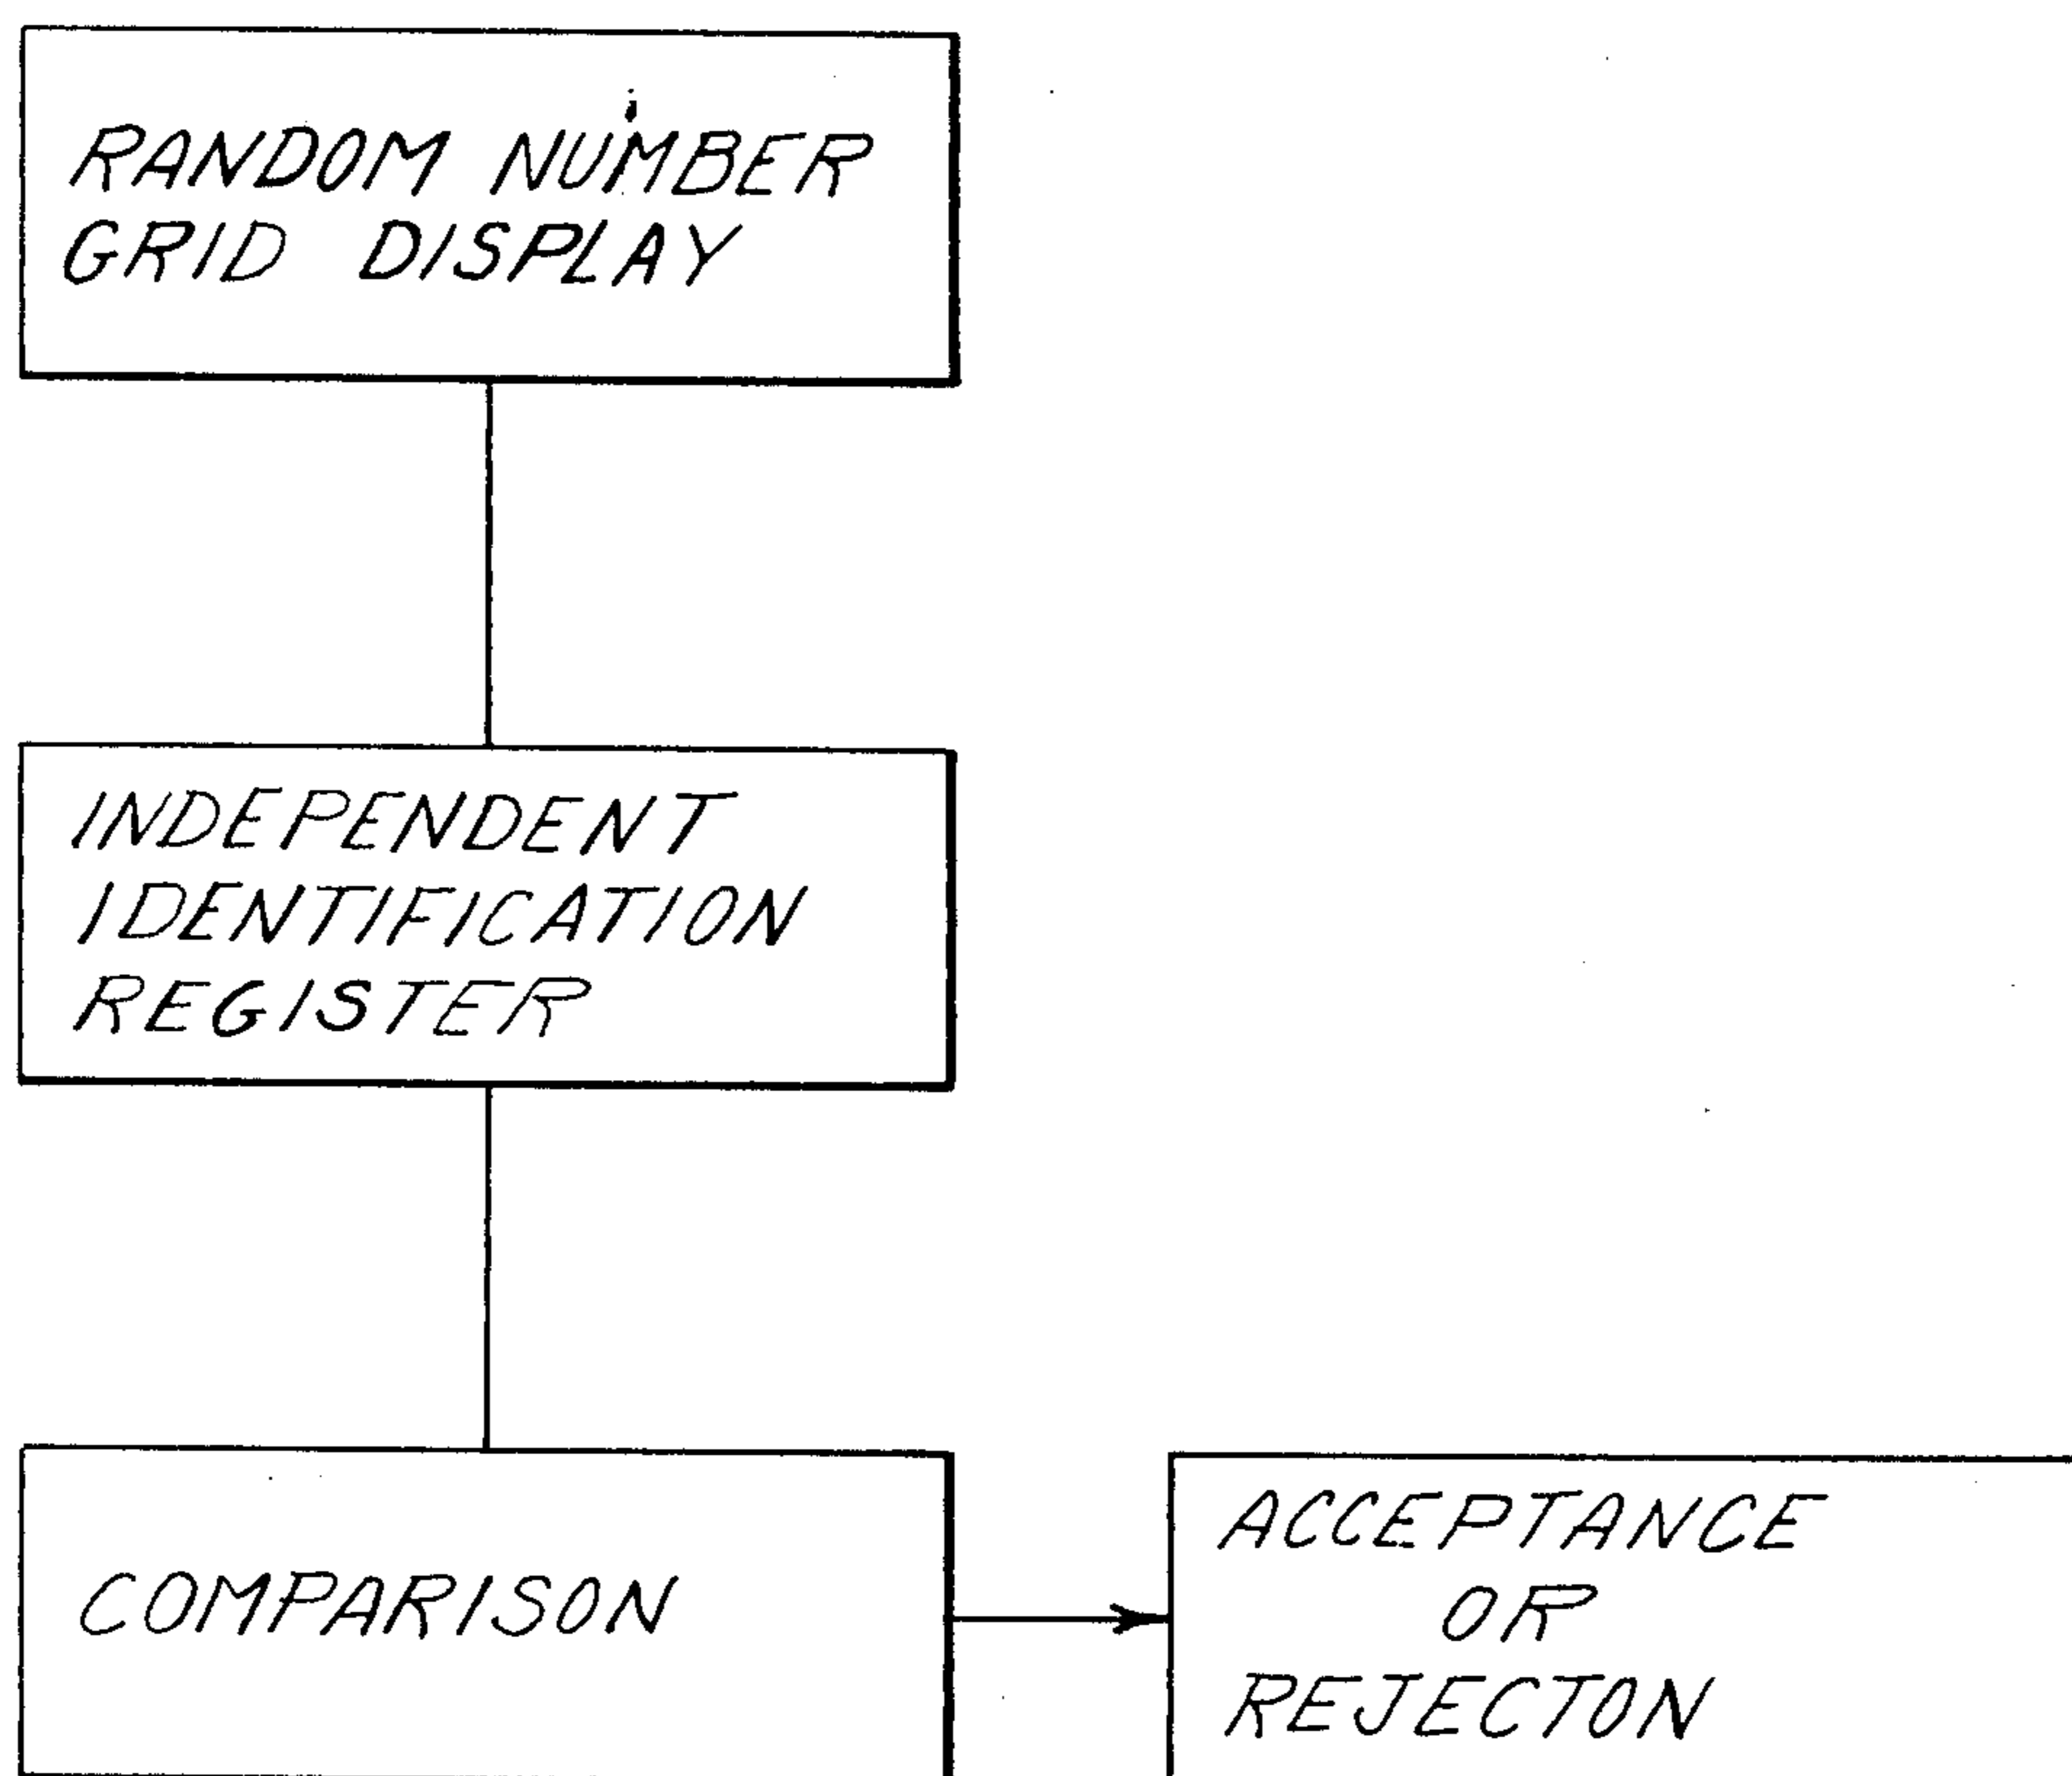 RANDOM NUMBER
GRID DISPLAY
INDEPENDENT
IDENTIFICATION
REGISTER
COMPARISON
ACCEPTANCE
OR
REJECTON